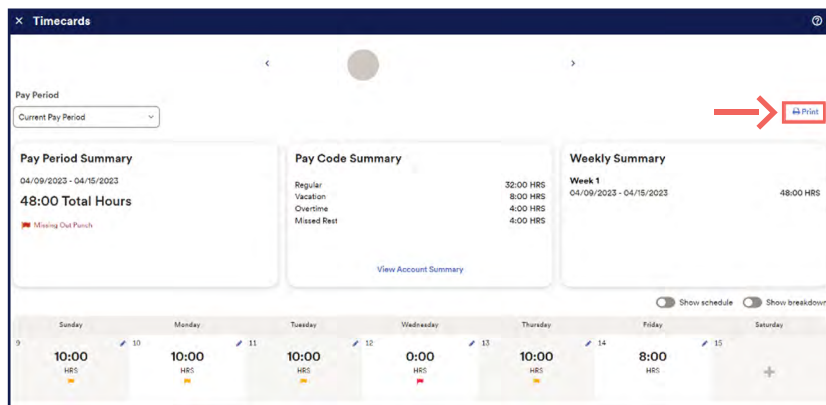 × Timecards
< >
Pay Period
Current Pay Period
Print
Pay Period Summary
04/09/2023 - 04/15/2023
48:00 Total Hours
Missing Out Punch
Pay Code Summary
Regular 32:00 HRS
Vacation 8:00 HRS
Overtime 4:00 HRS
Missed Rest 4:00 HRS
View Account Summary
Weekly Summary
Week 1
04/09/2023 - 04/15/2023 48:00 HRS
Show schedule Show breakdown
Sunday Monday Tuesday Wednesday Thursday Friday Saturday
9 10 11 12 13 14 15
10:00 10:00 10:00 0:00 10:00 8:00 +
HRS HRS HRS HRS HRS HRS